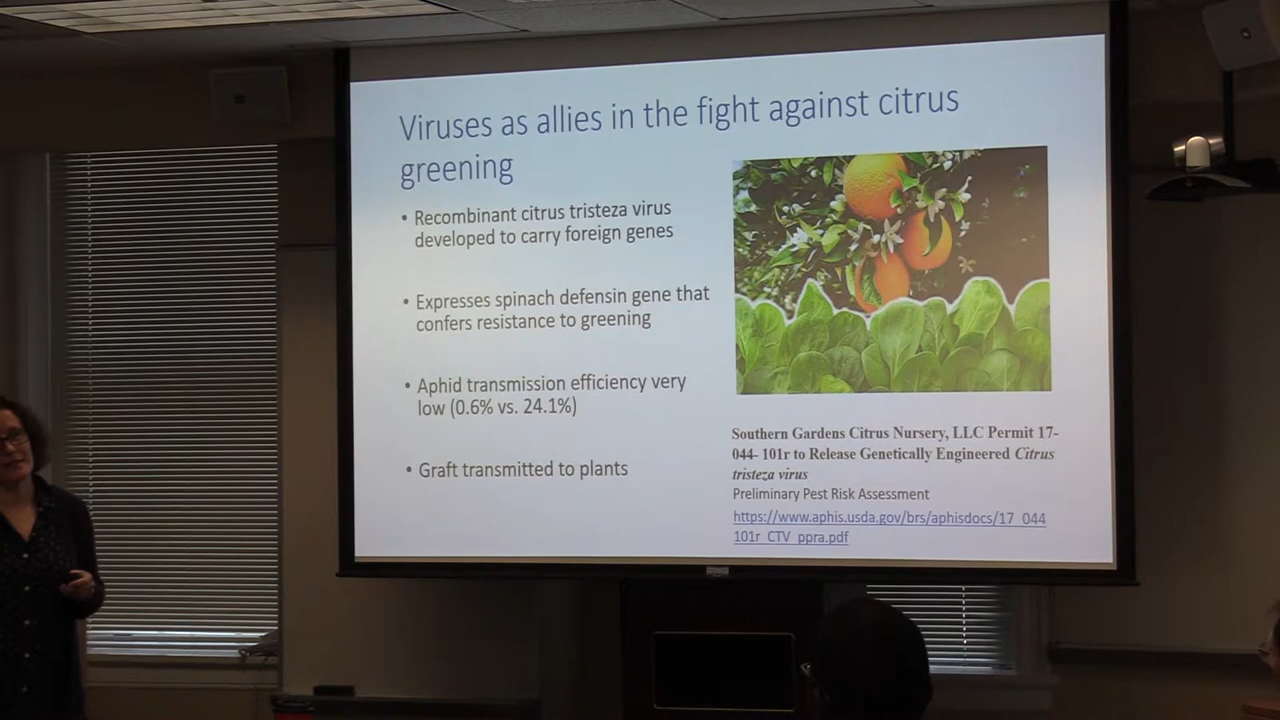 Viruses as allies in the fight against citrus
greening
• Recombinant citrus tristeza virus
developed to carry foreign genes
• Expresses spinach defensin gene that
confers resistance to greening
• Aphid transmission efficiency very
low (0.6% vs. 24.1%)
• Graft transmitted to plants
Southern Gardens Citrus Nursery, LLC Permit 17-
044- 101r to Release Genetically Engineered Citrus
tristeza virus
Preliminary Pest Risk Assessment
https://www.aphis.usda.gov/brs/aphisdocs/17_044
101r_CTV_ppra.pdf